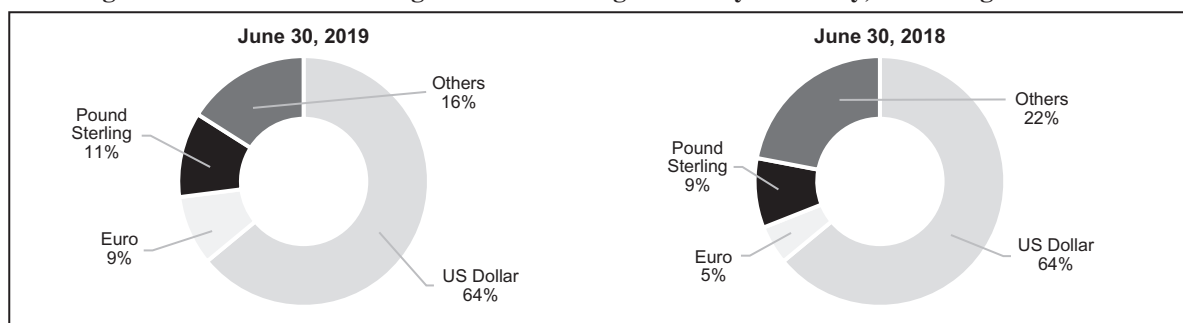 June 30, 2019
Others
16%
Pound
Sterling
11%
Euro
9%
US Dollar
64%
June 30, 2018
Others
22%
Pound
Sterling
9%
Euro
5%
US Dollar
64%